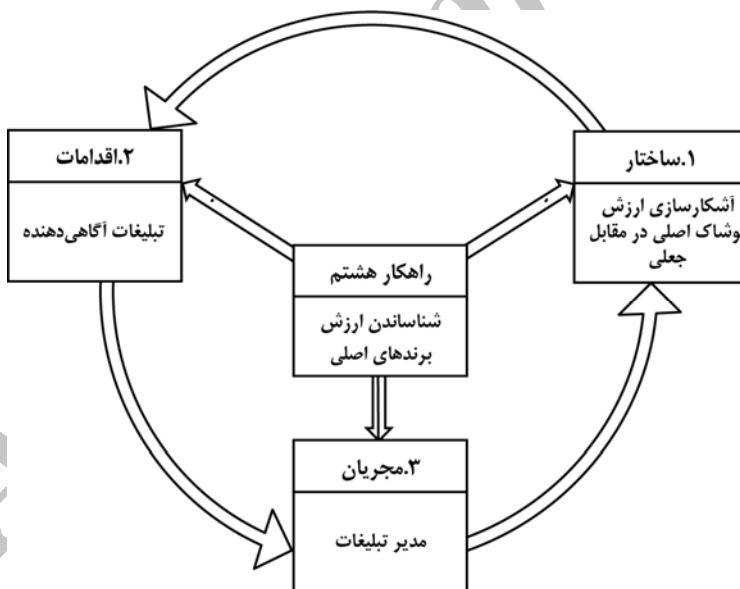 ۱.ساختار
آشکارسازی ارزش
پوشاک اصلی در مقابل
جعلی
۲.اقدامات
تبلیغات آگاهی‌دهنده
راهکار هشتم
شناساندن ارزش
برندهای اصلی
۳.مجریان
مدیر تبلیغات